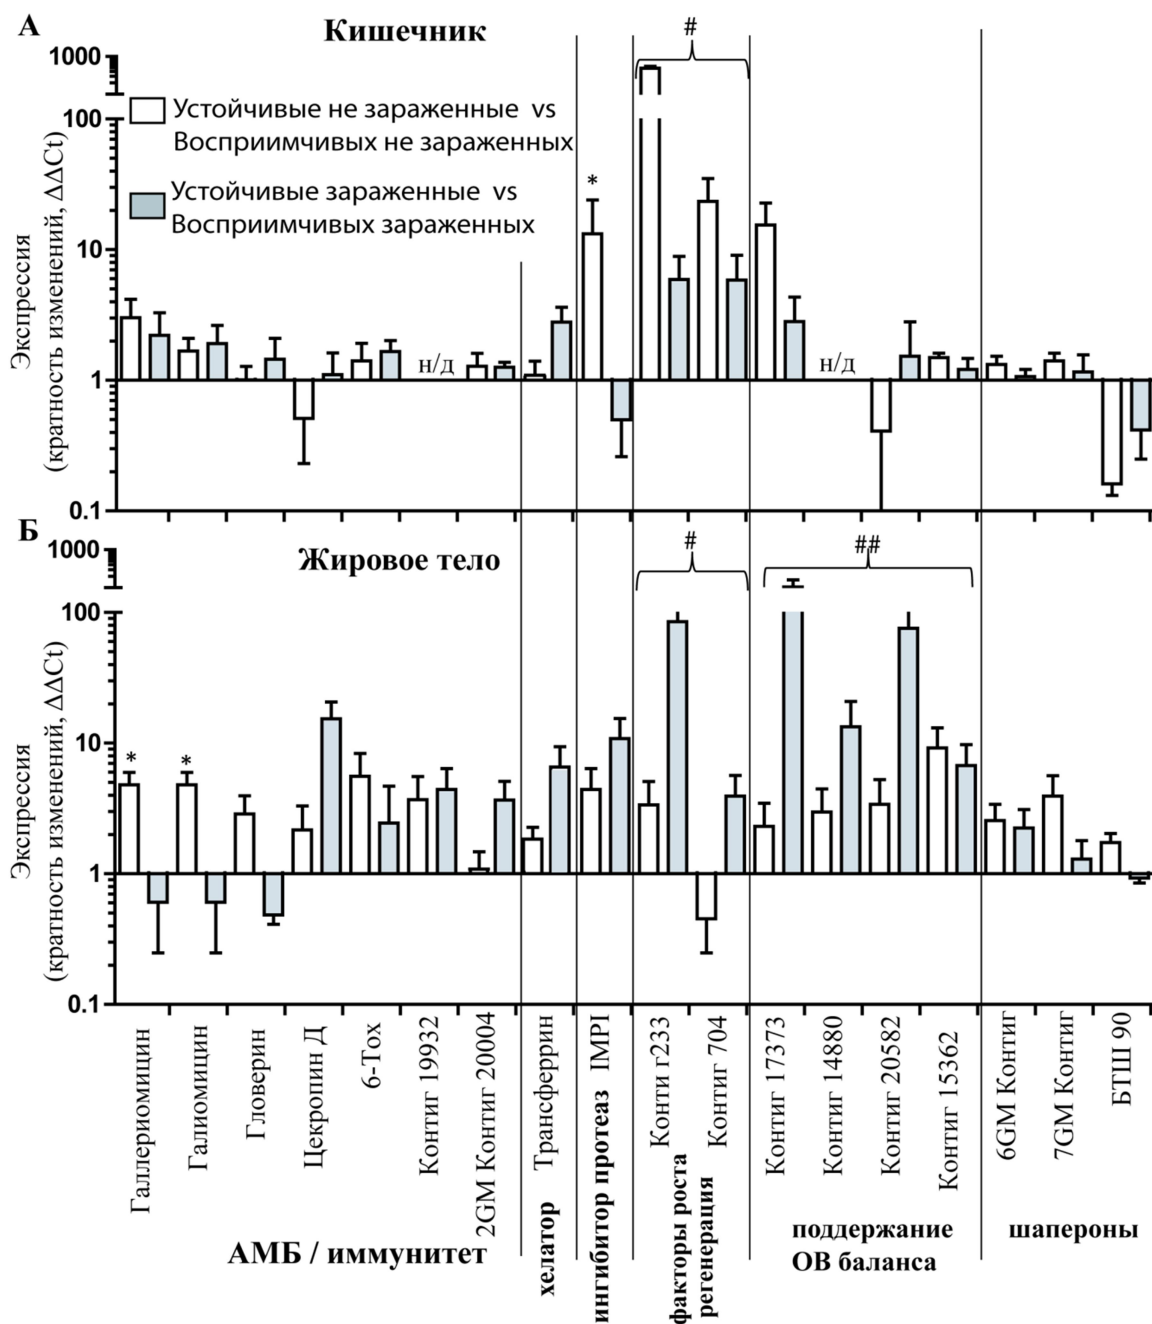 А
Кишечник
#
1000
100
10
1
0.1
Экспрессия
(кратность изменений, ΔΔCt)
Устойчивые не зараженные vs
Восприимчивых не зараженных
Устойчивые зараженные vs
Восприимчивых зараженных
*
н/д
н/д
Б
Жировое тело
#
##
1000
100
10
1
0.1
Экспрессия
(кратность изменений, ΔΔCt)
*
*
Галлериомицин
Галиомицин
Гловерин
Цекропин Д
6-Tox
Контиг 19932
2GM Контиг 20004
Трансферрин
IMPI
Конти г233
Контиг 704
Контиг 17373
Контиг 14880
Контиг 20582
Контиг 15362
6GM Контиг
7GM Контиг
БТШ 90
АМБ / иммунитет
хелатор
ингибитор протеаз
факторы роста
регенерация
поддержание
ОВ баланса
шапероны